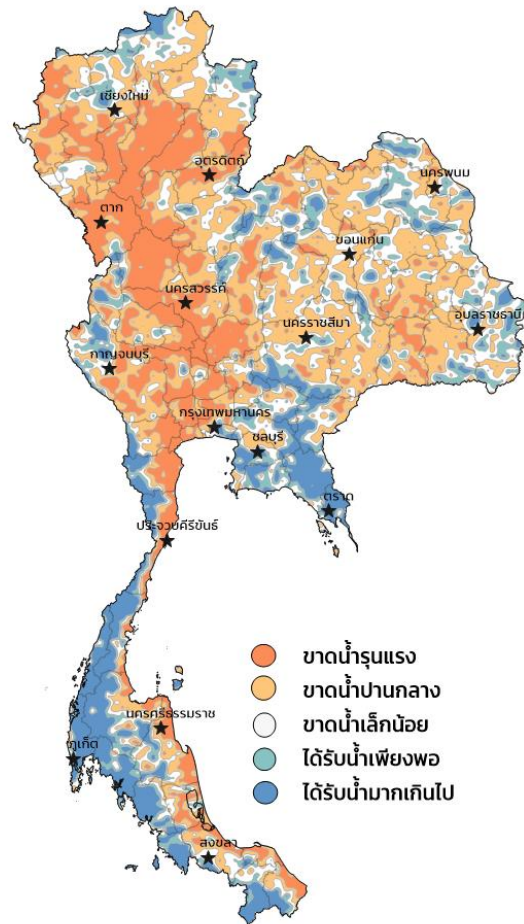 เชียงใหม่
อุตรดิตถ์
นครพนม
ตาก
ขอนแก่น
นครสวรรค์
นครราชสีมา
อุบลราชธานี
กาญจนบุรี
กรุงเทพมหานคร
ชลบุรี
ตราด
ประจวบคีรีขันธ์
ขาดน้ำรุนแรง
ขาดน้ำปานกลาง
นครศรีธรรมราช
ขาดน้ำเล็กน้อย
ภูเก็ต
ได้รับน้ำเพียงพอ
ได้รับน้ำมากเกินไป
สงขลา